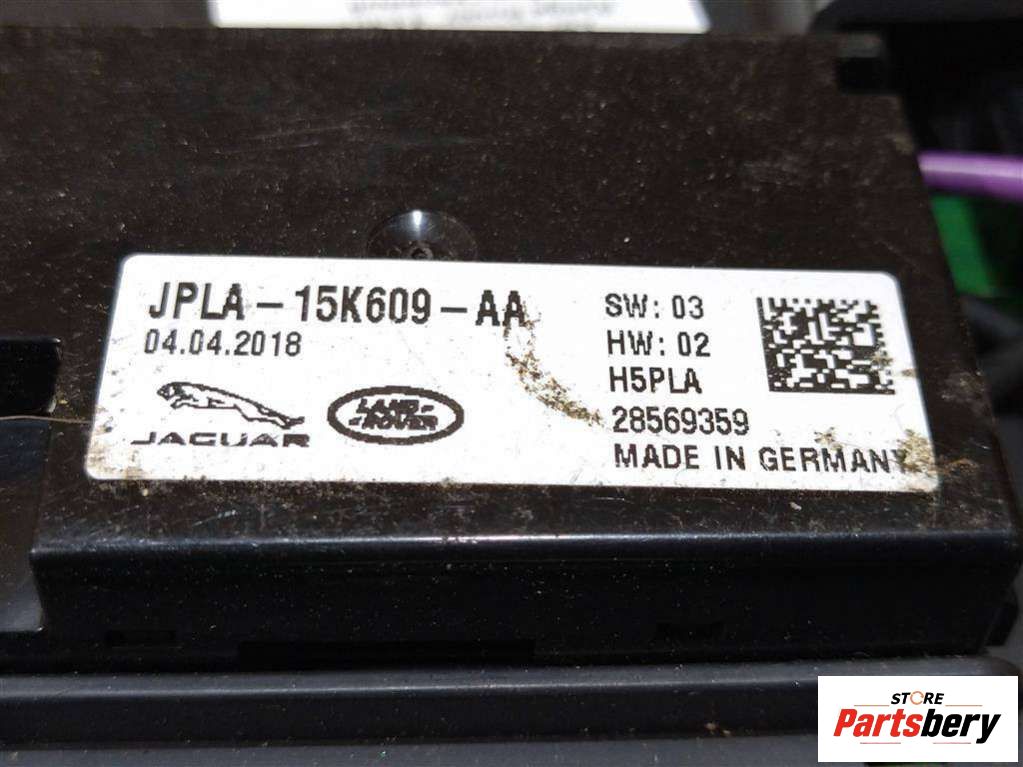 JPLA-15K609-AA
04.04.2018
JAGUAR
LAND-
-ROVER
SW: 03
HW: 02
H5PLA
28569359
MADE IN GERMANY
STORE
Partsbery